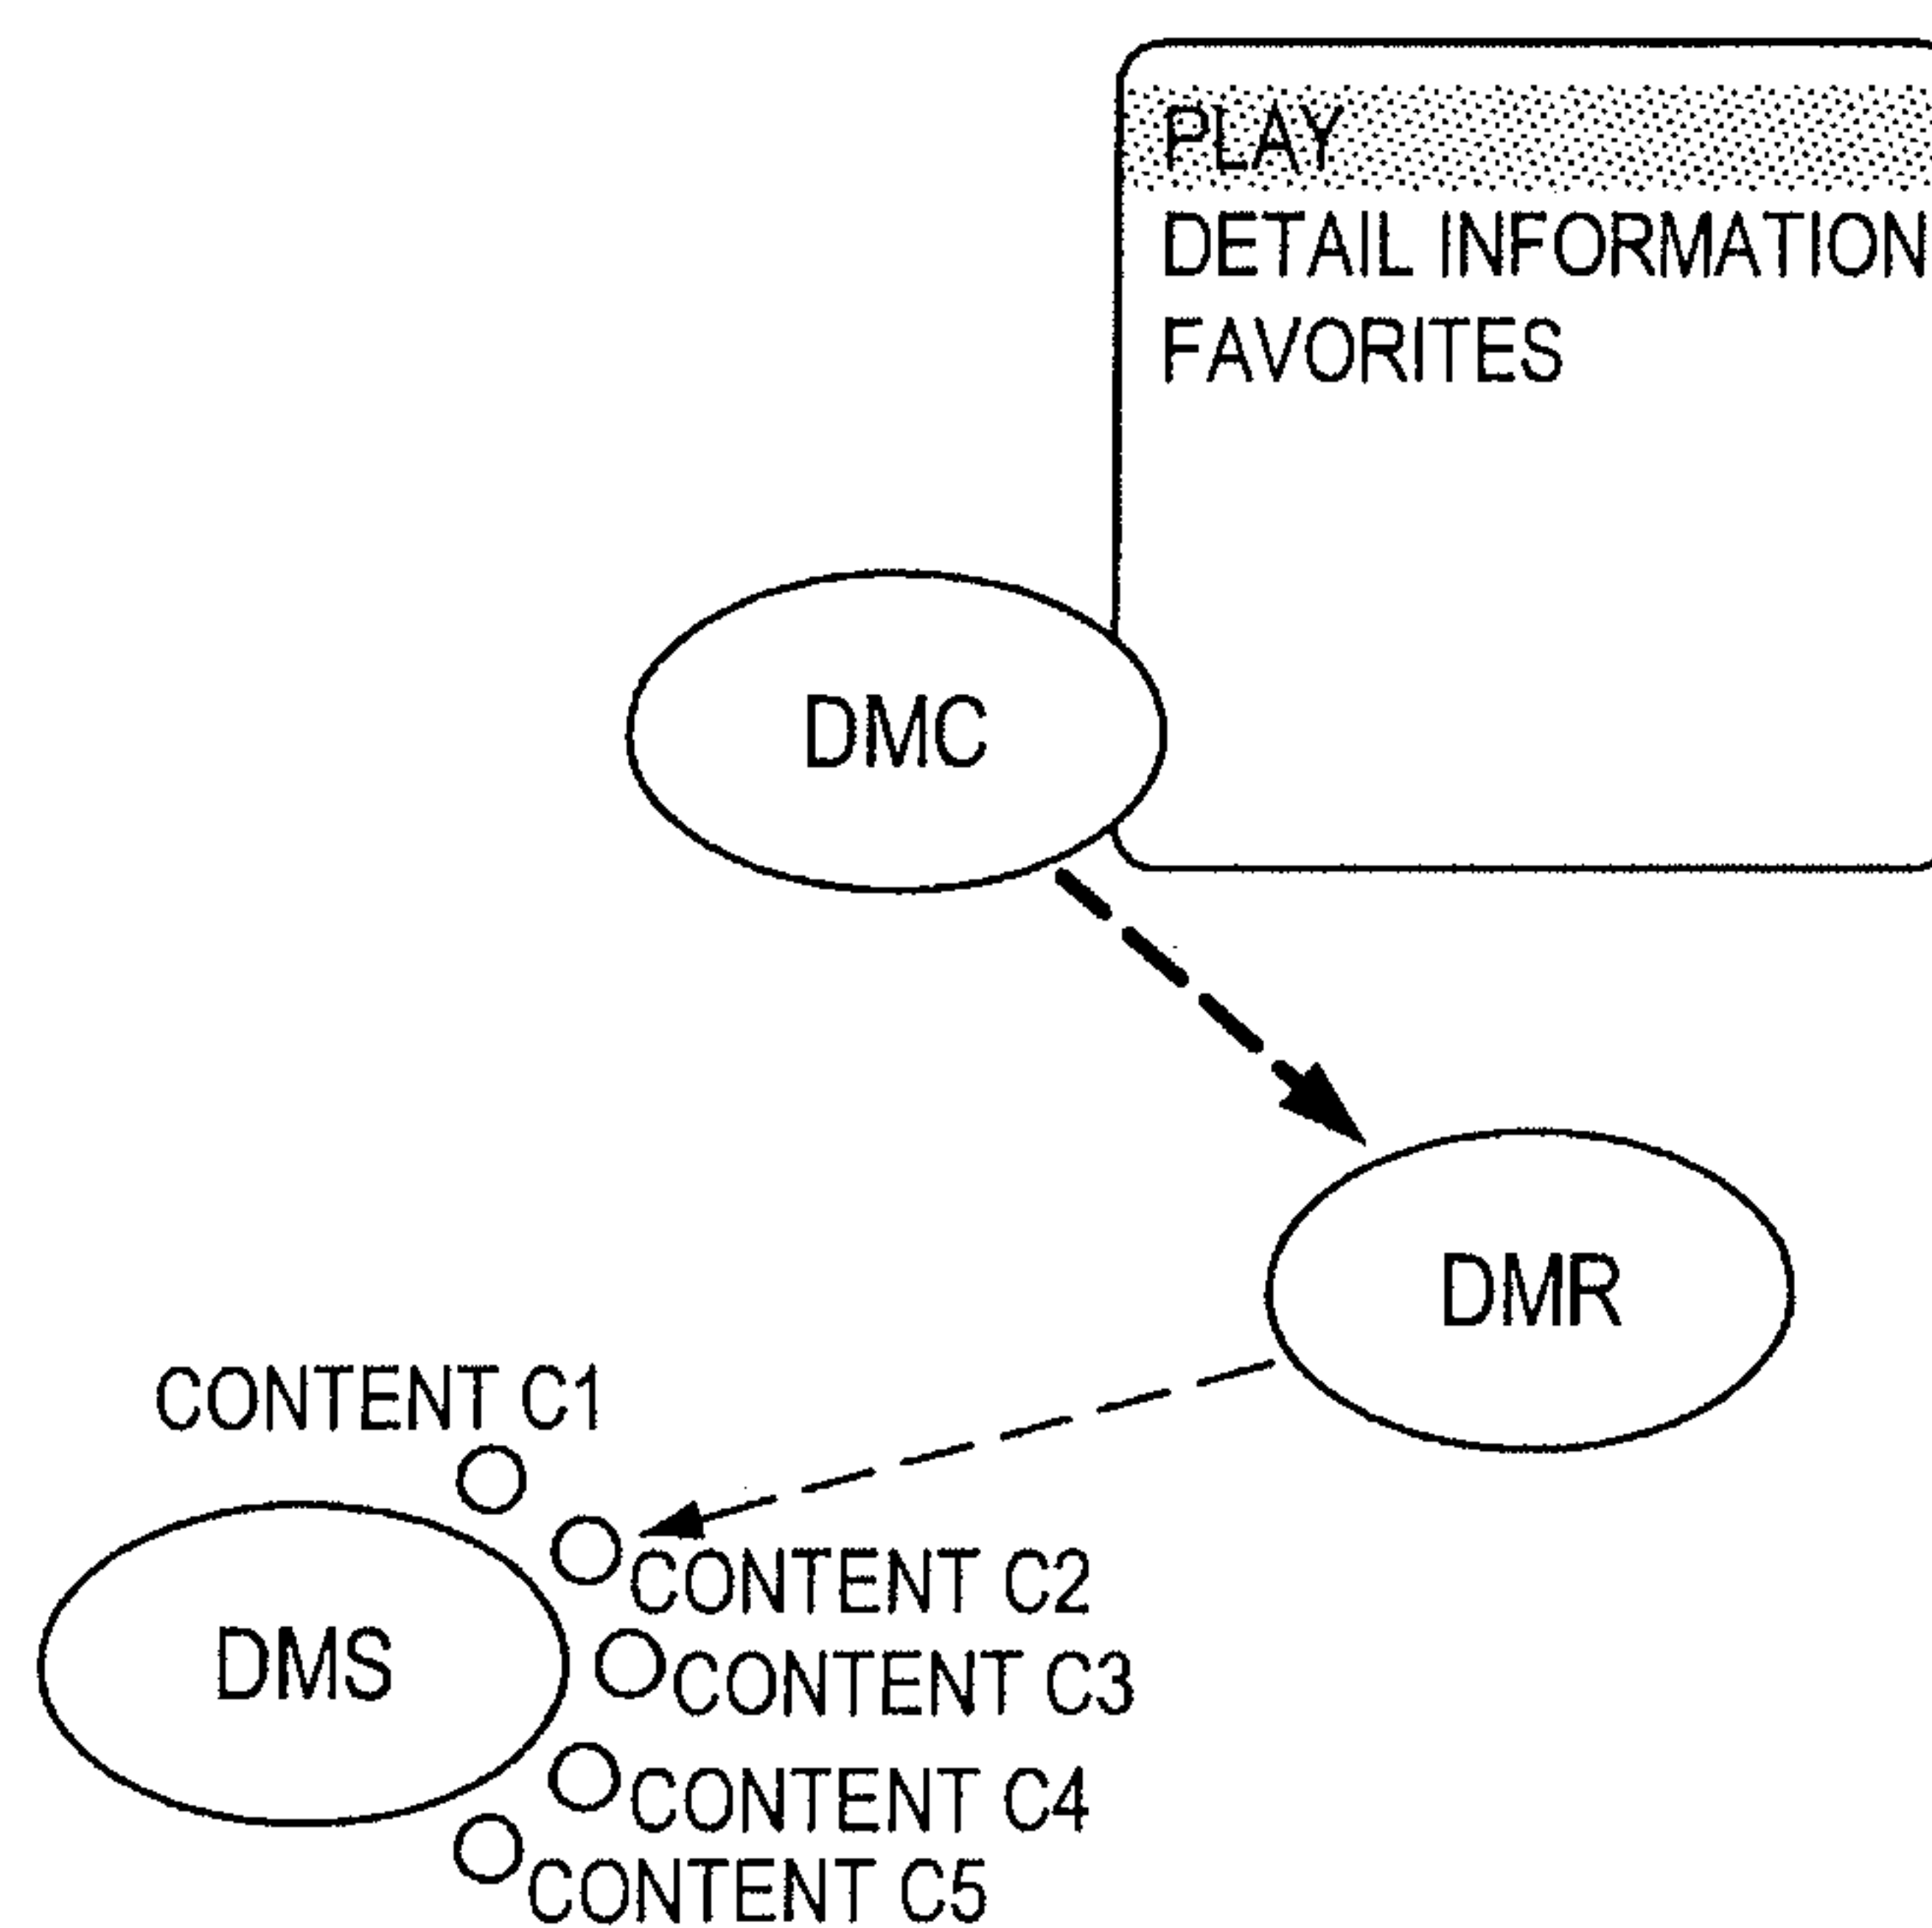 PLAY
DETAIL INFORMATION
FAVORITES
DMC
DMR
CONTENT C1
CONTENT C2
DMS
CONTENT C3
CONTENT C4
CONTENT C5